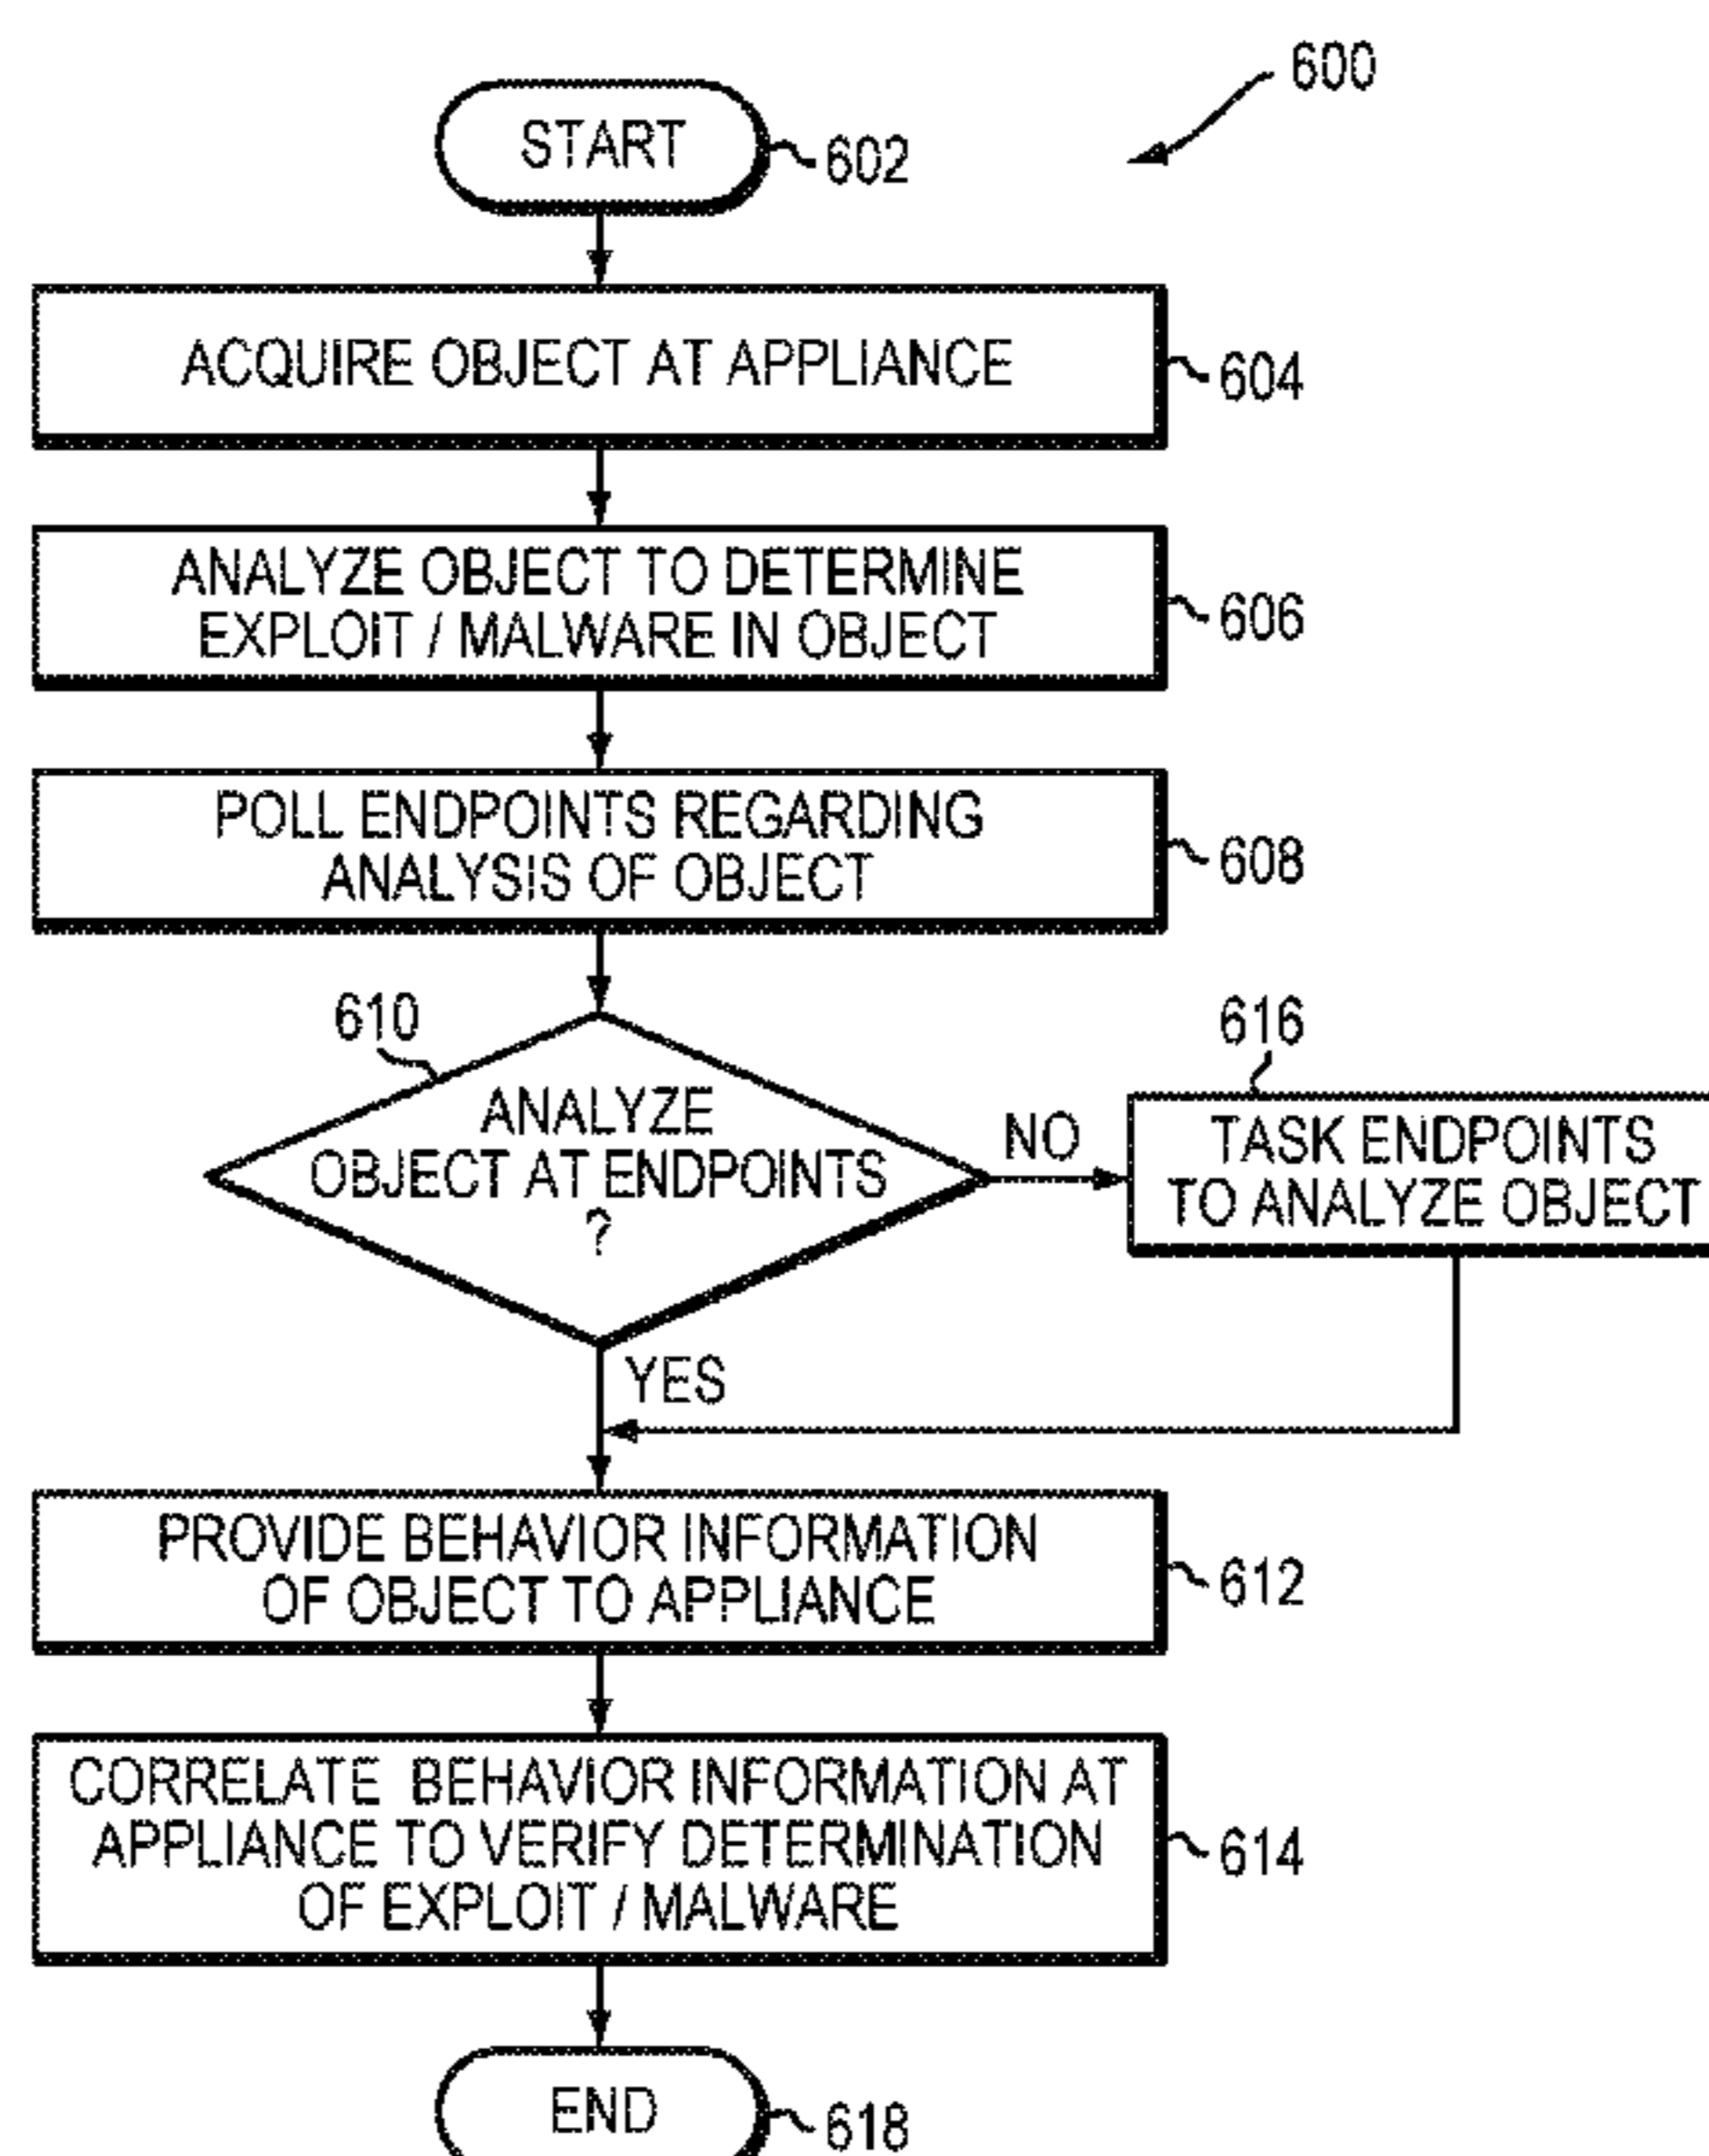 600
START
602
ACQUIRE OBJECT AT APPLIANCE
604
ANALYZE OBJECT TO DETERMINE
EXPLOIT / MALWARE IN OBJECT
606
POLL ENDPOINTS REGARDING
ANALYSIS OF OBJECT
608
610
ANALYZE
OBJECT AT ENDPOINTS
?
NO
616
TASK ENDPOINTS
TO ANALYZE OBJECT
YES
PROVIDE BEHAVIOR INFORMATION
OF OBJECT TO APPLIANCE
612
CORRELATE BEHAVIOR INFORMATION AT
APPLIANCE TO VERIFY DETERMINATION
OF EXPLOIT / MALWARE
614
END
618